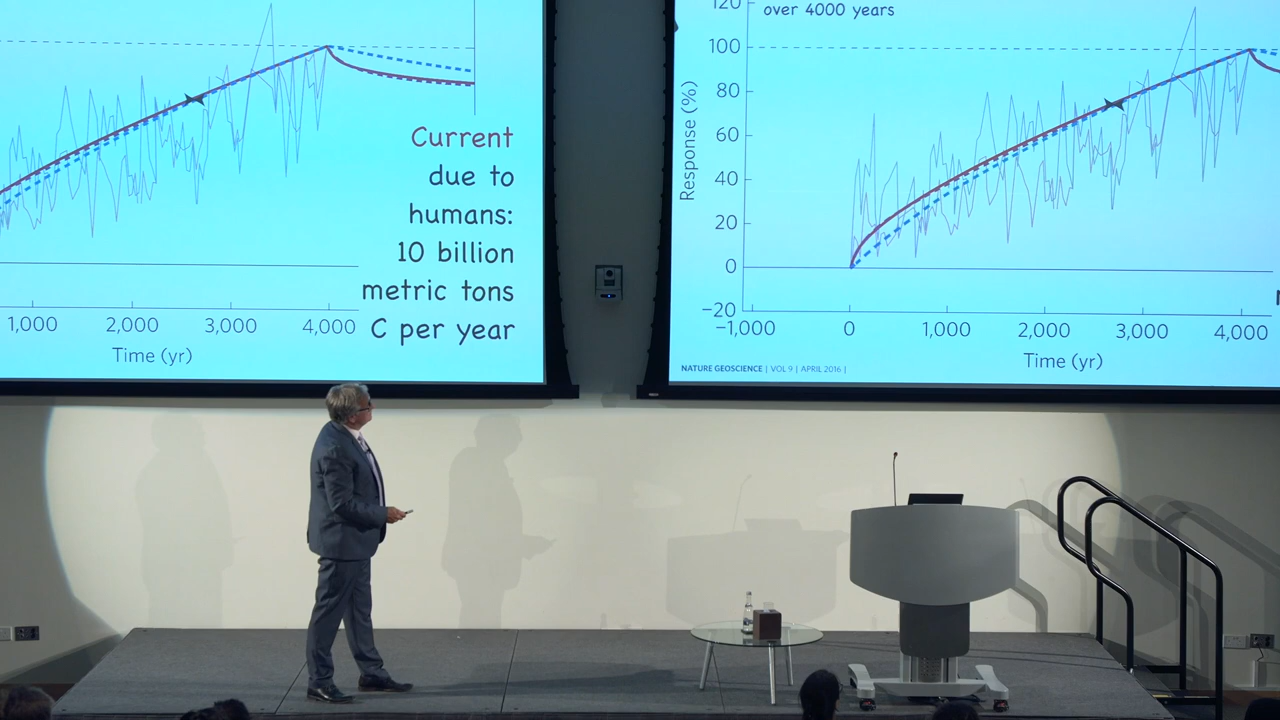 Current
due to
humans:
10 billion
metric tons
C per year
1,000
2,000
3,000
4,000
Time (yr)
over 4000 years
120
100
80
60
40
20
0
−20
Response (%)
−1,000
0
1,000
2,000
3,000
4,000
Time (yr)
NATURE GEOSCIENCE | VOL 9 | APRIL 2016 |